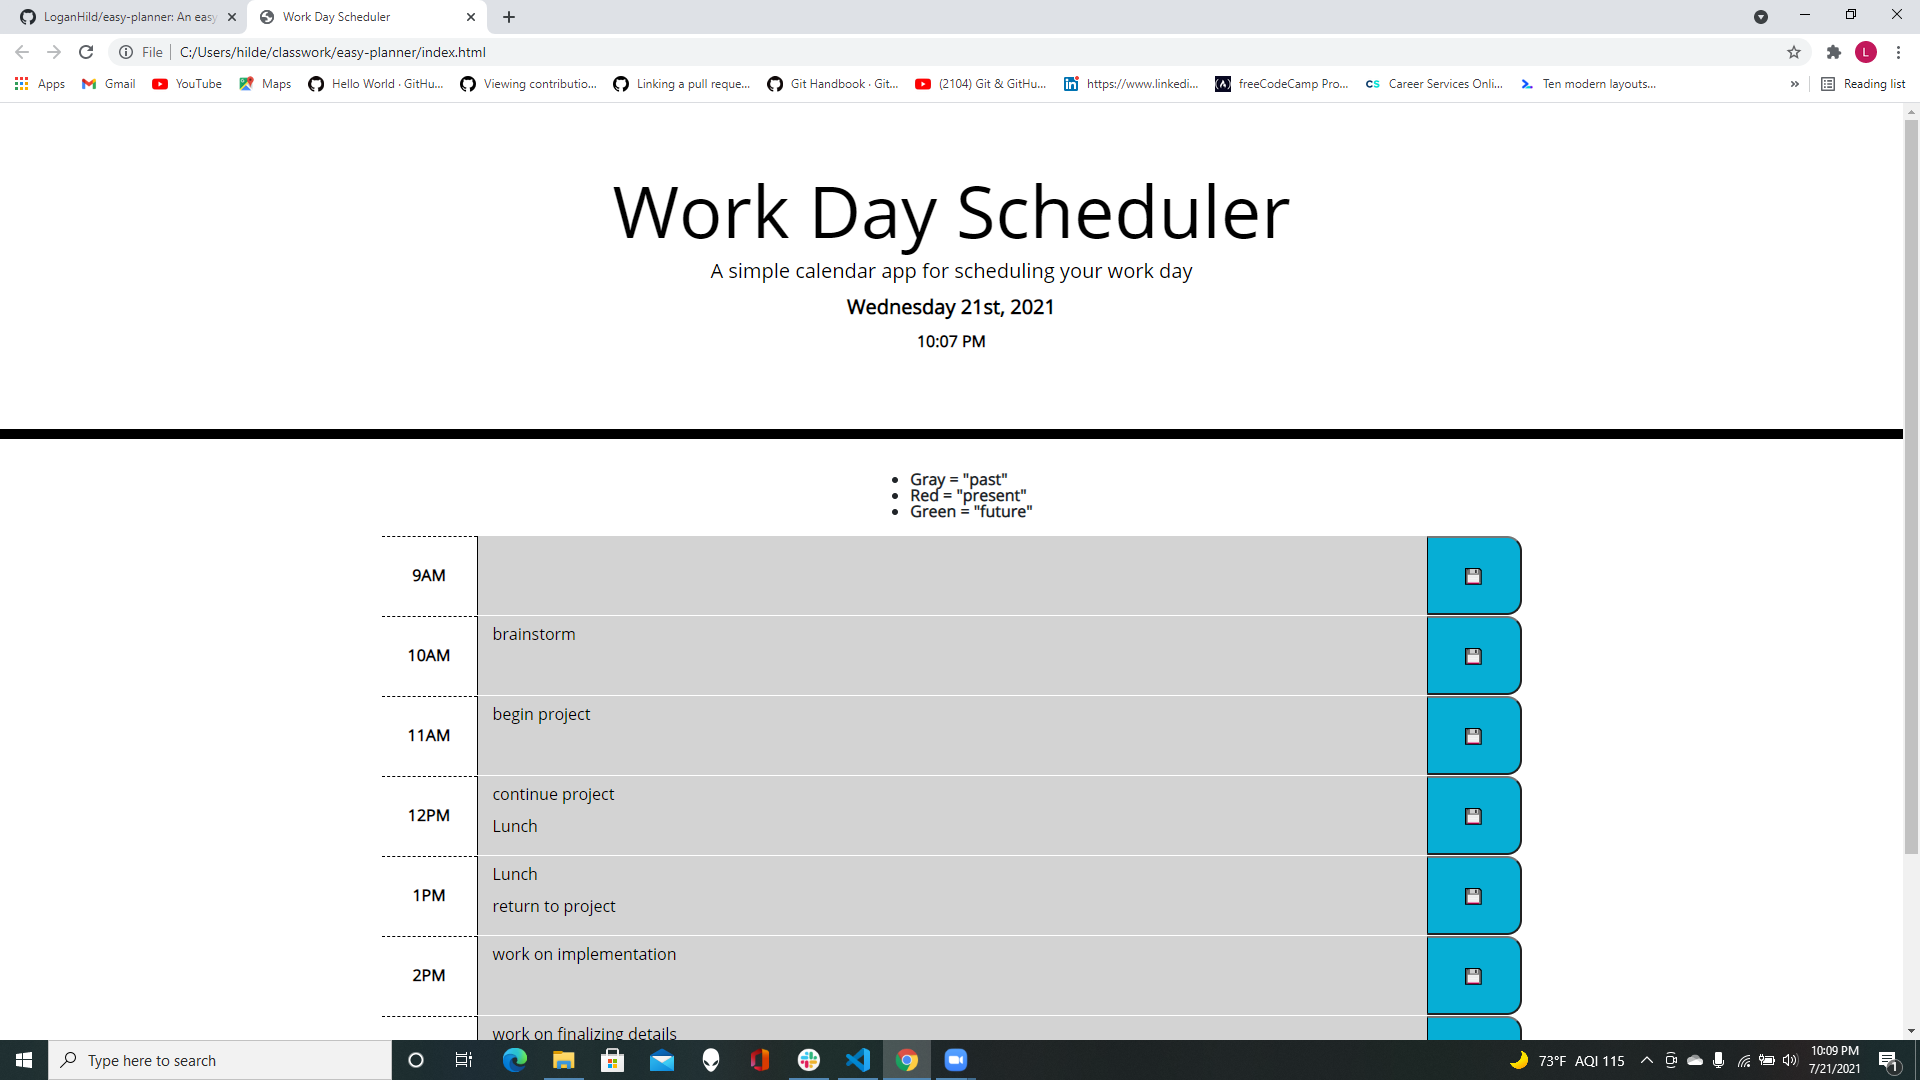 LoganHild/easy-planner: An easy
Work Day Scheduler
File
C:/Users/hilde/classwork/easy-planner/index.html
L
Apps
Gmail
YouTube
Maps
Hello World · GitHu...
Viewing contributio...
Linking a pull reque...
Git Handbook · Git...
(2104) Git & GitHu...
https://www.linkedi...
freeCodeCamp Pro...
CS Career Services Onli...
Ten modern layouts...
»
Reading list
Work Day Scheduler
A simple calendar app for scheduling your work day
Wednesday 21st, 2021
10:07 PM
• Gray = "past"
• Red = "present"
• Green = "future"
9AM
10AM
brainstorm
11AM
begin project
12PM
continue project
Lunch
1PM
Lunch
return to project
2PM
work on implementation
work on finalizing details
Type here to search
73°F AQI 115
10:09 PM
7/21/2021
1